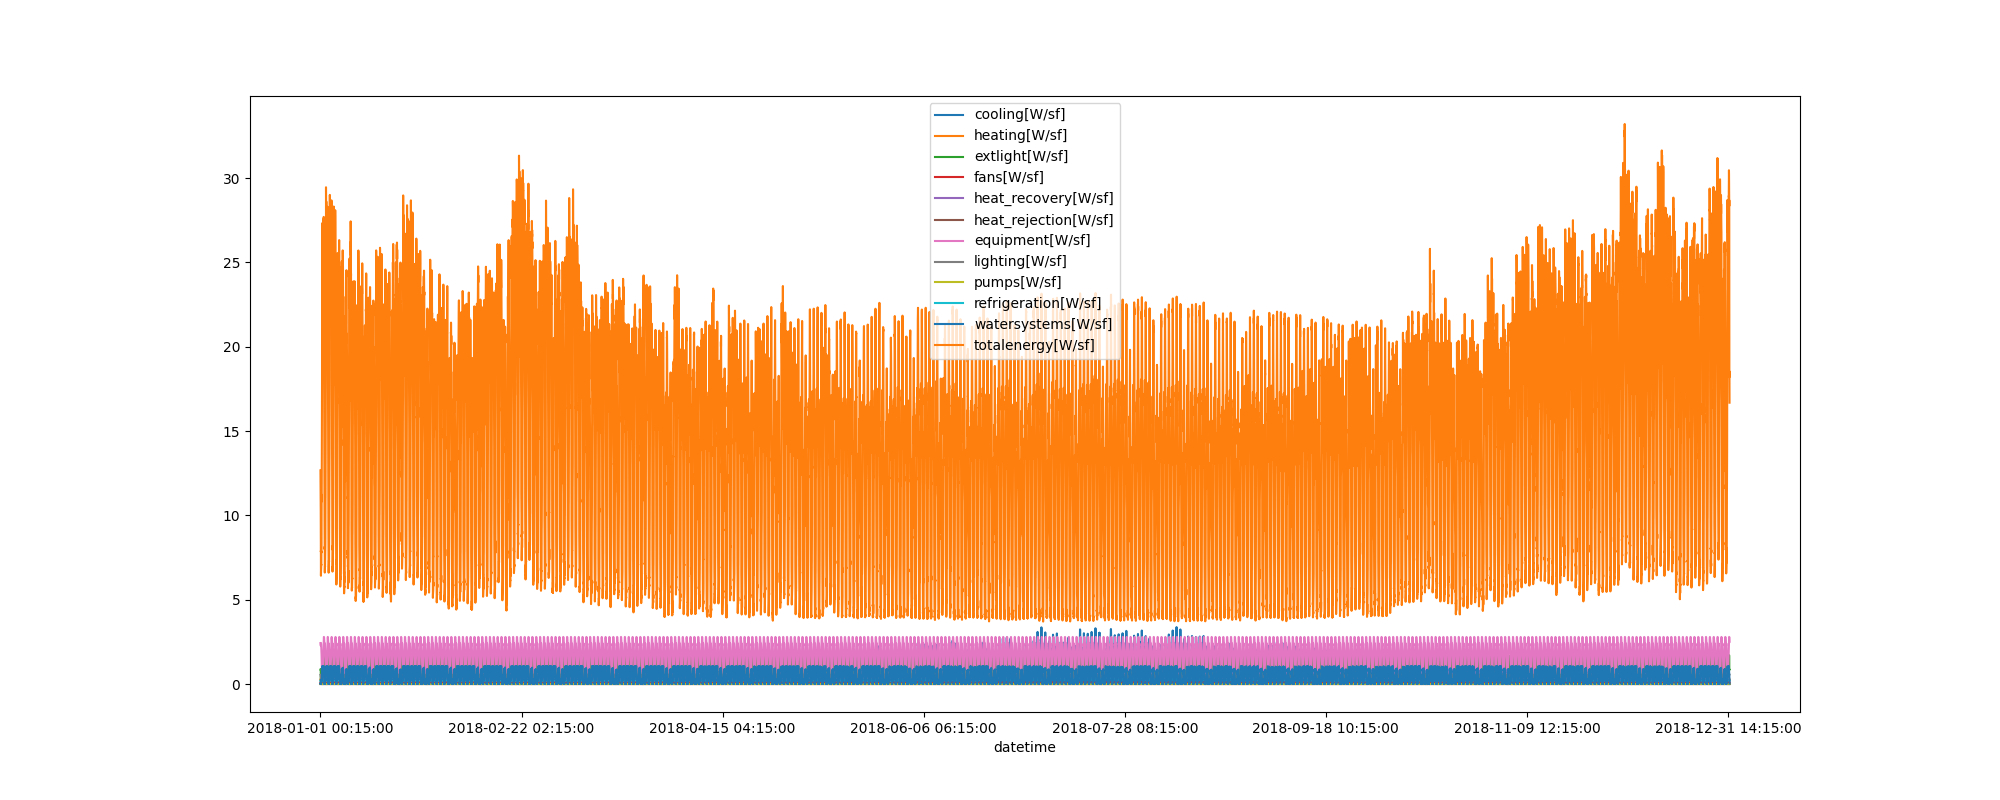 cooling[W/sf]
heating[W/sf]
extlight[W/sf]
fans[W/sf]
heat_recovery[W/sf]
heat_rejection[W/sf]
equipment[W/sf]
lighting[W/sf]
pumps[W/sf]
refrigeration[W/sf]
watersystems[W/sf]
totalenergy[W/sf]
30
25
20
15
10
5
0
2018-01-01 00:15:00 2018-02-22 02:15:00 2018-04-15 04:15:00 2018-06-06 06:15:00 2018-07-28 08:15:00 2018-09-18 10:15:00 2018-11-09 12:15:00 2018-12-31 14:15:00
datetime